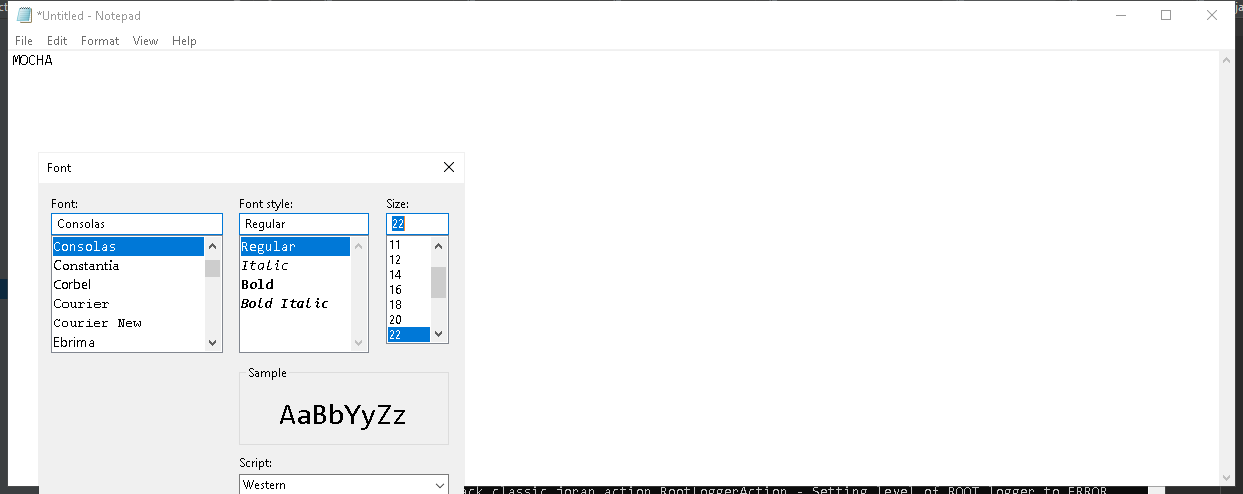 *Untitled - Notepad
File Edit Format View Help
MOCHA
Font
Font: Font style: Size:
Consolas Regular 22
Consolas Regular 11
Constantia Italic 12
Corbel Bold 14
Courier Bold Italic 16
Courier New 18
Ebrima 20
22
Sample
AaBbYyZz
Script:
Western
ack classic joran action RootLoggerAction - Setting level of ROOT logger to ERROR